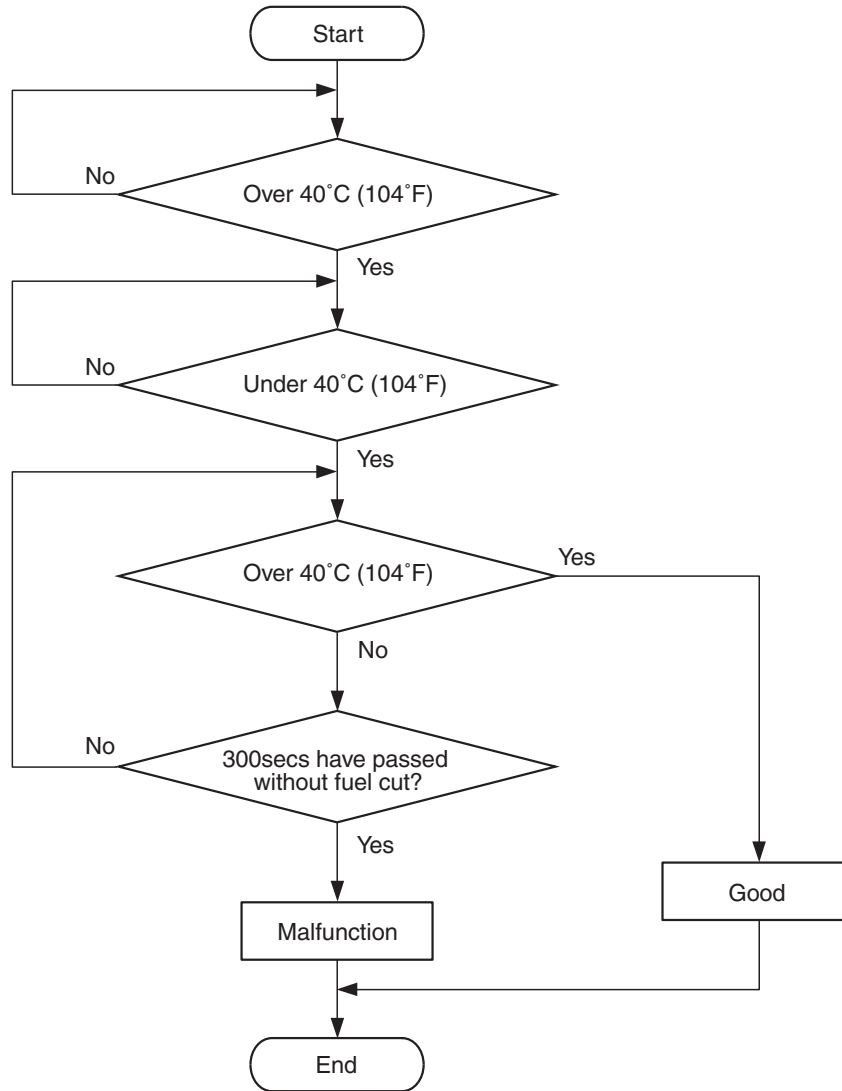 Start
No
Over 40˚C (104˚F)
Yes
No
Under 40˚C (104˚F)
Yes
Over 40˚C (104˚F)
Yes
No
No
300secs have passed
without fuel cut?
Yes
Good
Malfunction
End